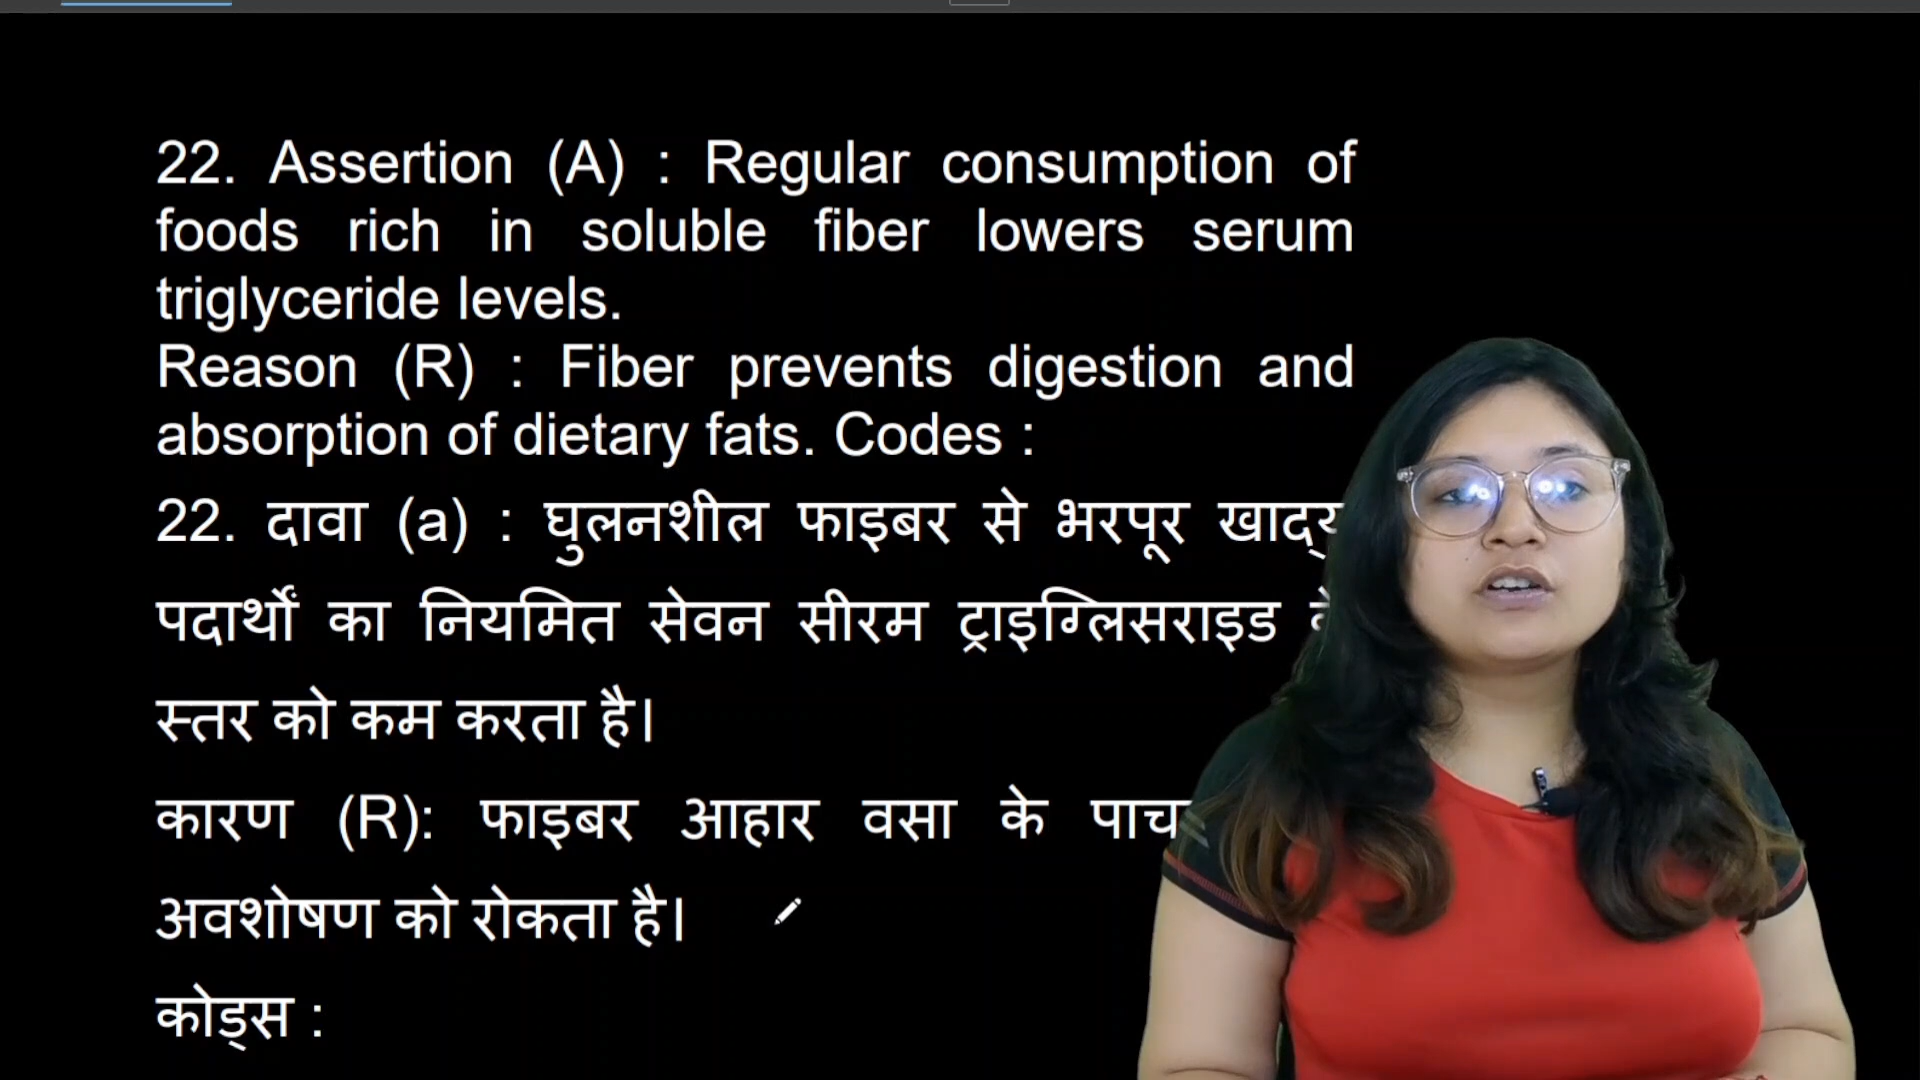 22. Assertion (A) : Regular consumption of
foods rich in soluble fiber lowers serum
triglyceride levels.
Reason (R) : Fiber prevents digestion and
absorption of dietary fats. Codes :
22. दावा (a) : घुलनशील फाइबर से भरपूर खाद्य
पदार्थों का नियमित सेवन सीरम ट्राइग्लिसराइड
स्तर को कम करता है।
कारण (R): फाइबर आहार वसा के
अवशोषण को रोकता है।
कोड्स :